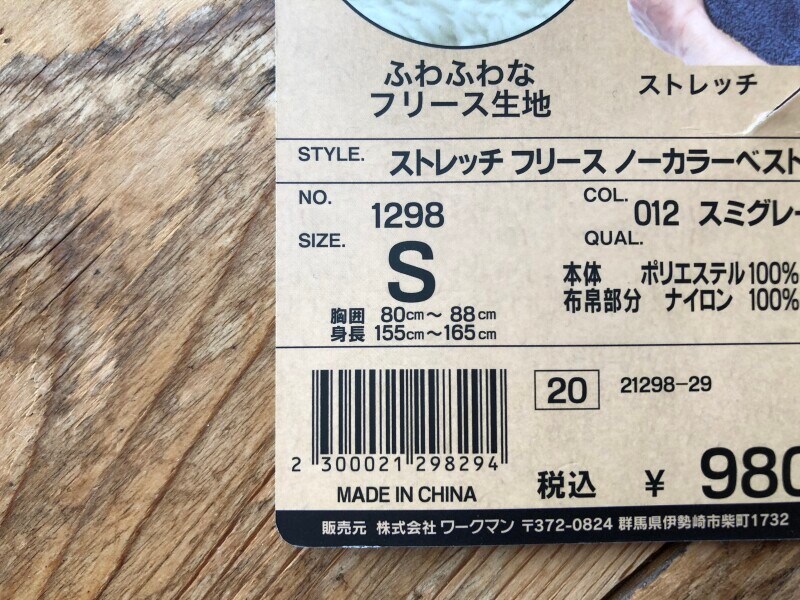 ふわふわな
フリース生地
ストレッチ
STYLE. ストレッチ フリース ノーカラーベスト
NO. 1298
COL. 012 スミグレー
SIZE. S
QUAL.
本体 ポリエステル100%
布帛部分 ナイロン 100%
胸囲 80cm〜 88cm
身長 155cm〜165cm
20 21298-29
2 300021 298294
MADE IN CHINA
税込 ¥ 980
販売元 株式会社 ワークマン 〒372-0824 群馬県伊勢崎市柴町1732